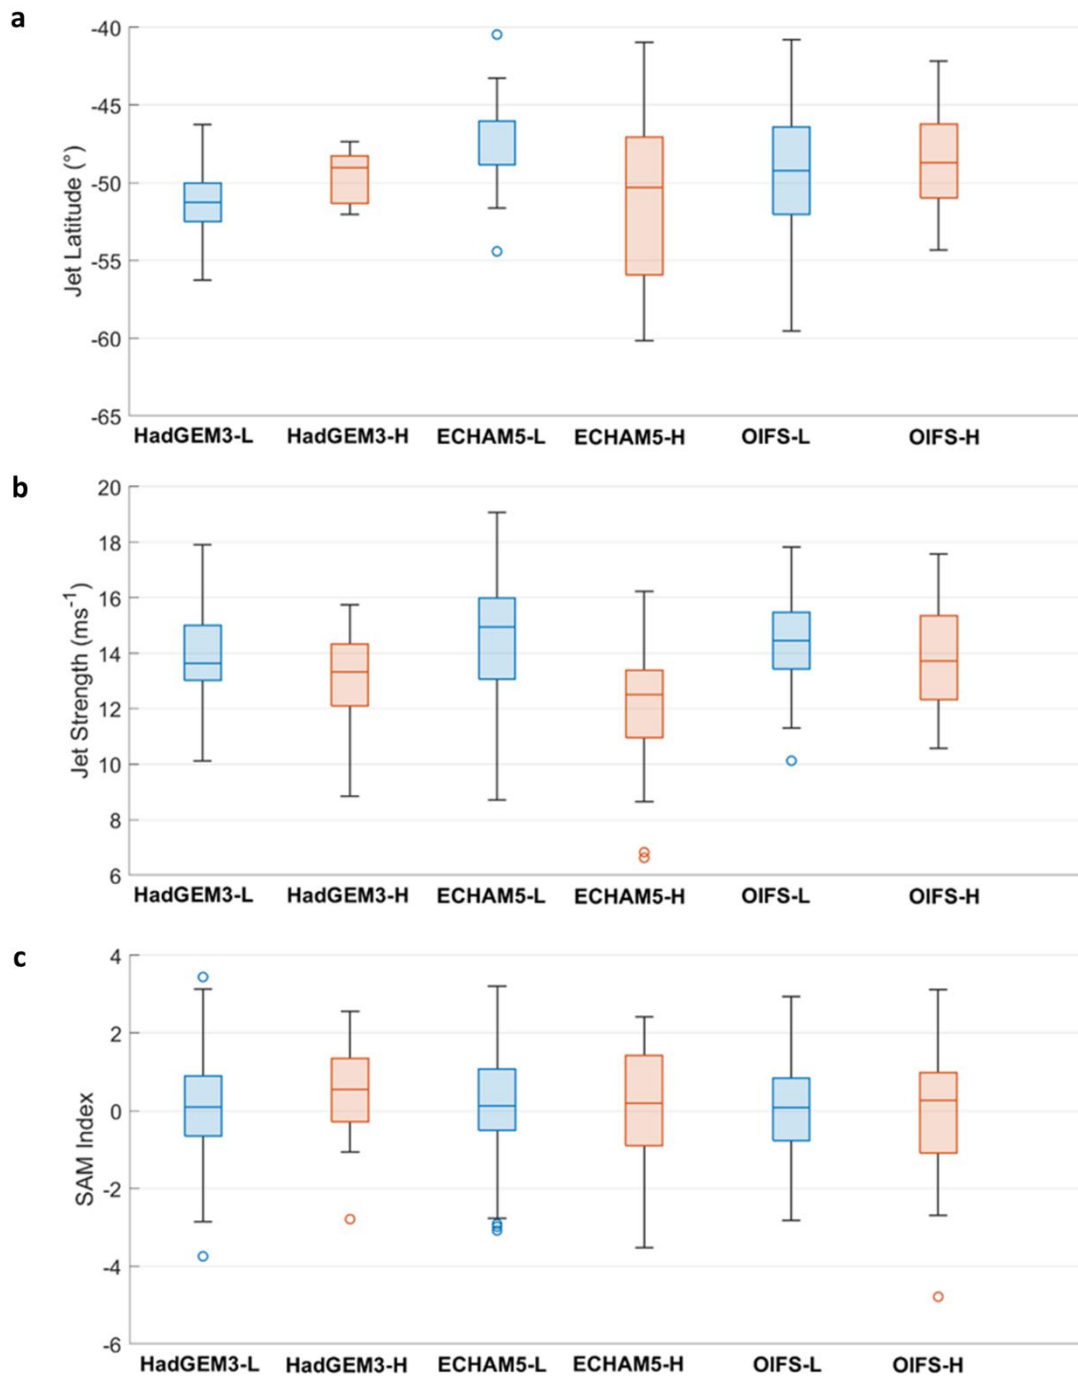 a
-40
-45
-50
-55
-60
-65
Jet Latitude (°)
HadGEM3-L HadGEM3-H ECHAM5-L ECHAM5-H OIFS-L OIFS-H
b
20
18
16
14
12
10
8
6
Jet Strength (ms-1)
HadGEM3-L HadGEM3-H ECHAM5-L ECHAM5-H OIFS-L OIFS-H
c
4
2
0
-2
-4
-6
SAM Index
HadGEM3-L HadGEM3-H ECHAM5-L ECHAM5-H OIFS-L OIFS-H